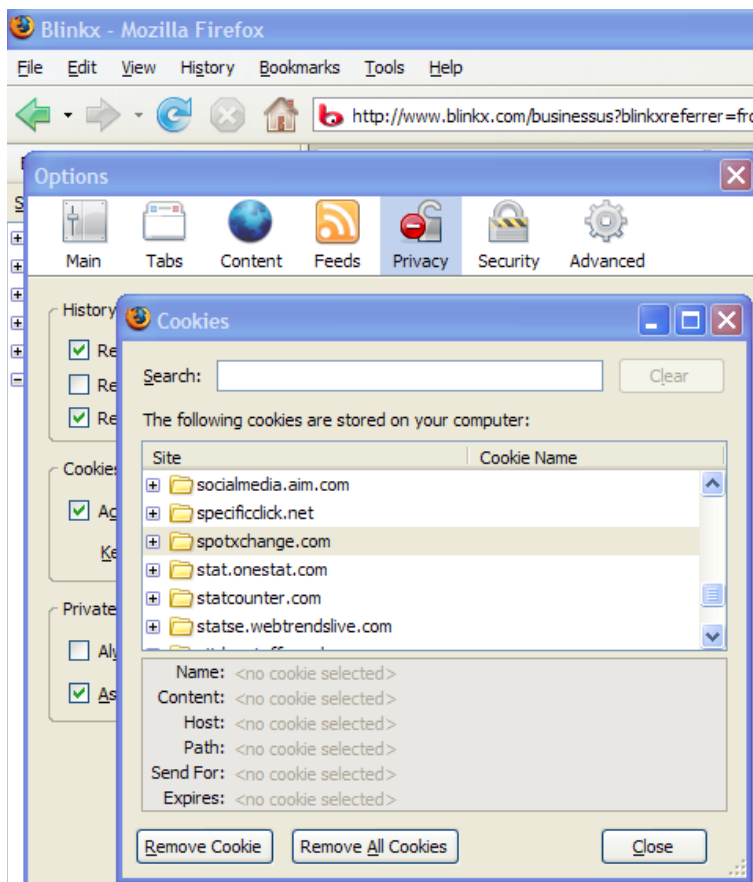 Blinkx - Mozilla Firefox
File Edit View History Bookmarks Tools Help
http://www.blinkx.com/businessus?blinkxreferrer=fro
Options
S
Main Tabs Content Feeds Privacy Security Advanced
History
Re
Re
Re
Cookies
Ac
Ke
Private
Al
As
Cookies
Search: Clear
The following cookies are stored on your computer:
Site Cookie Name
socialmedia.aim.com
specificclick.net
spotxchange.com
stat.onestat.com
statcounter.com
statse.webtrendslive.com
Name: <no cookie selected>
Content: <no cookie selected>
Host: <no cookie selected>
Path: <no cookie selected>
Send For: <no cookie selected>
Expires: <no cookie selected>
Remove Cookie Remove All Cookies Close